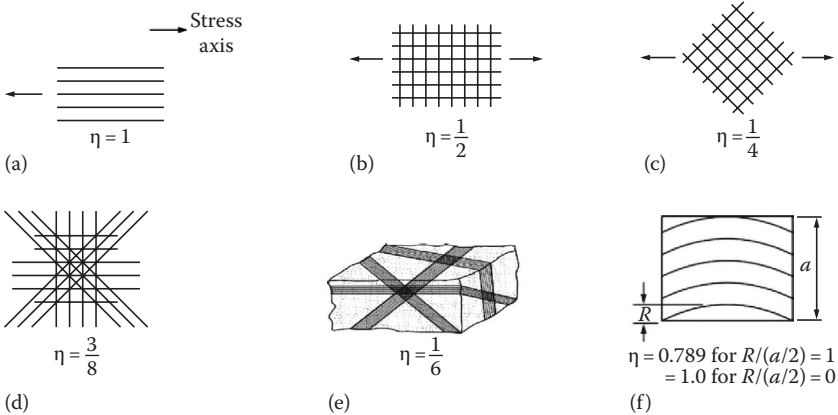 Stress
axis
η = 1
(a)
η = 1/2
(b)
η = 1/4
(c)
η = 3/8
(d)
η = 1/6
(e)
a
R
η = 0.789 for R/(a/2) = 1
= 1.0 for R/(a/2) = 0
(f)